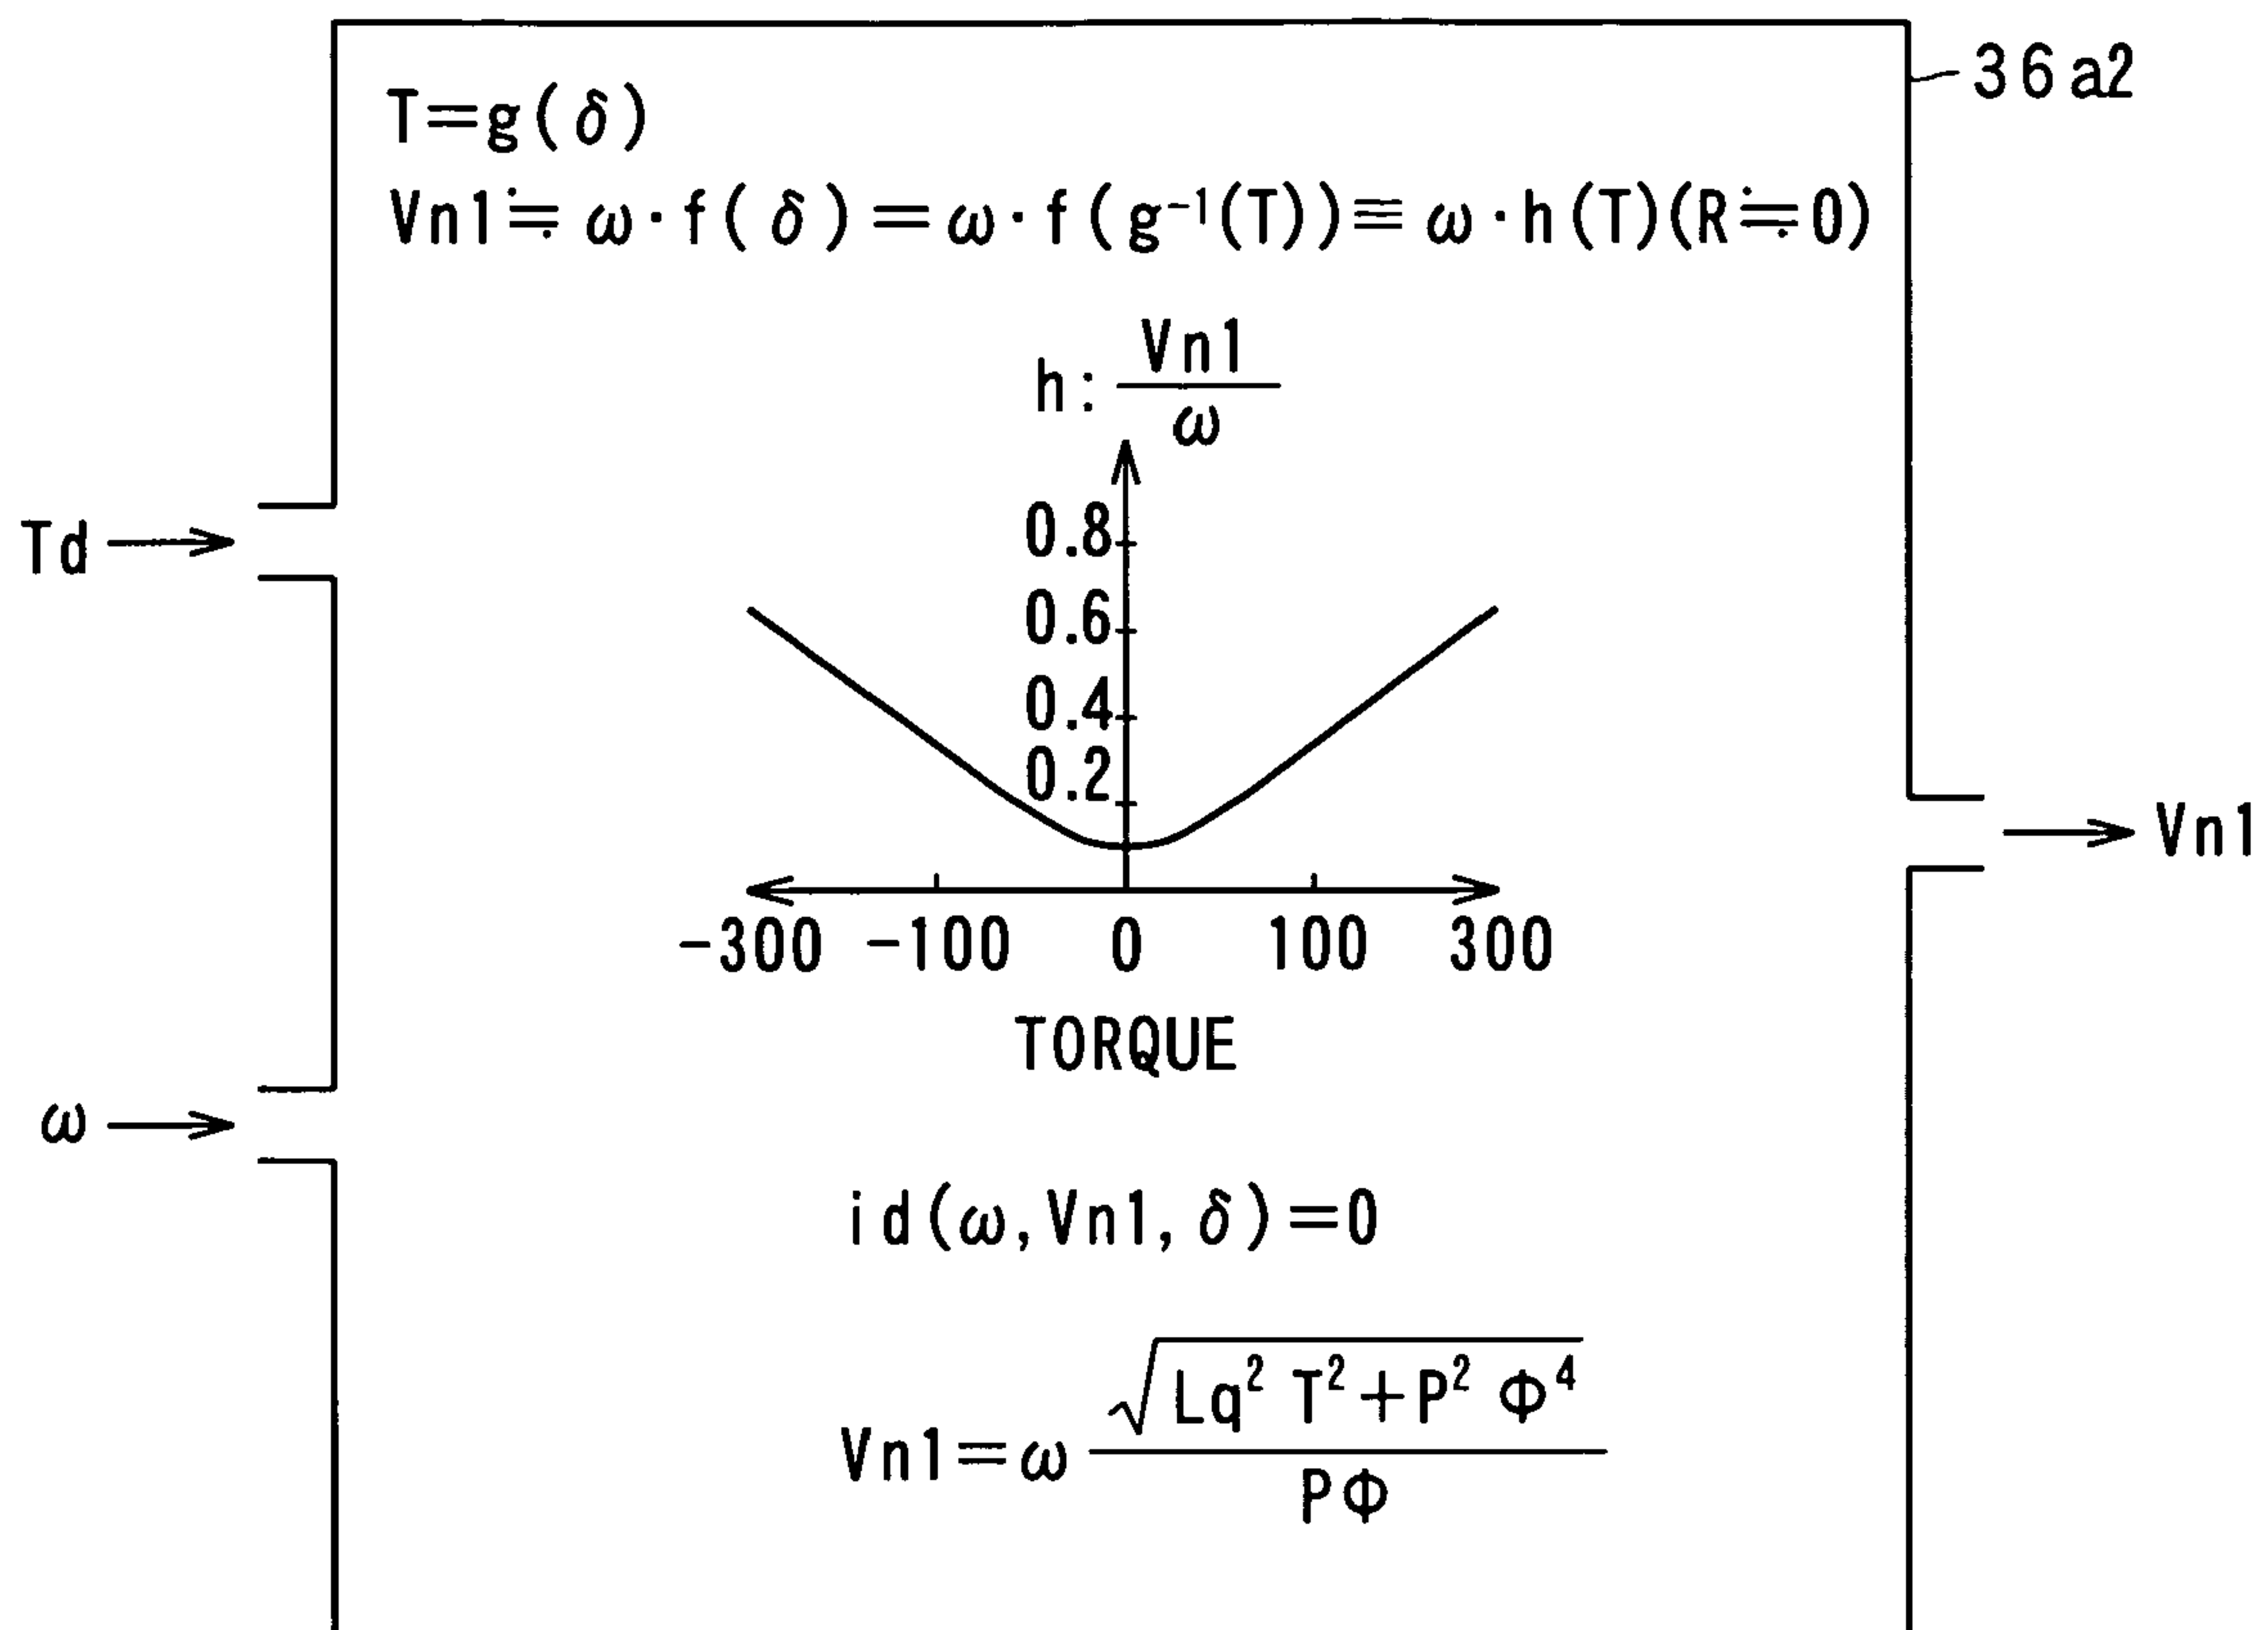 36a2
T=g(δ)
Vn1≒ω·f(δ)=ω·f(g⁻¹(T))≡ω·h(T)(R≒0)
h: Vn1/ω
0.8
0.6
0.4
0.2
-300 -100 0 100 300
TORQUE
Td
ω
Vn1
id(ω,Vn1,δ)=0
Vn1=ω √(Lq² T²+P² Φ⁴)/PΦ